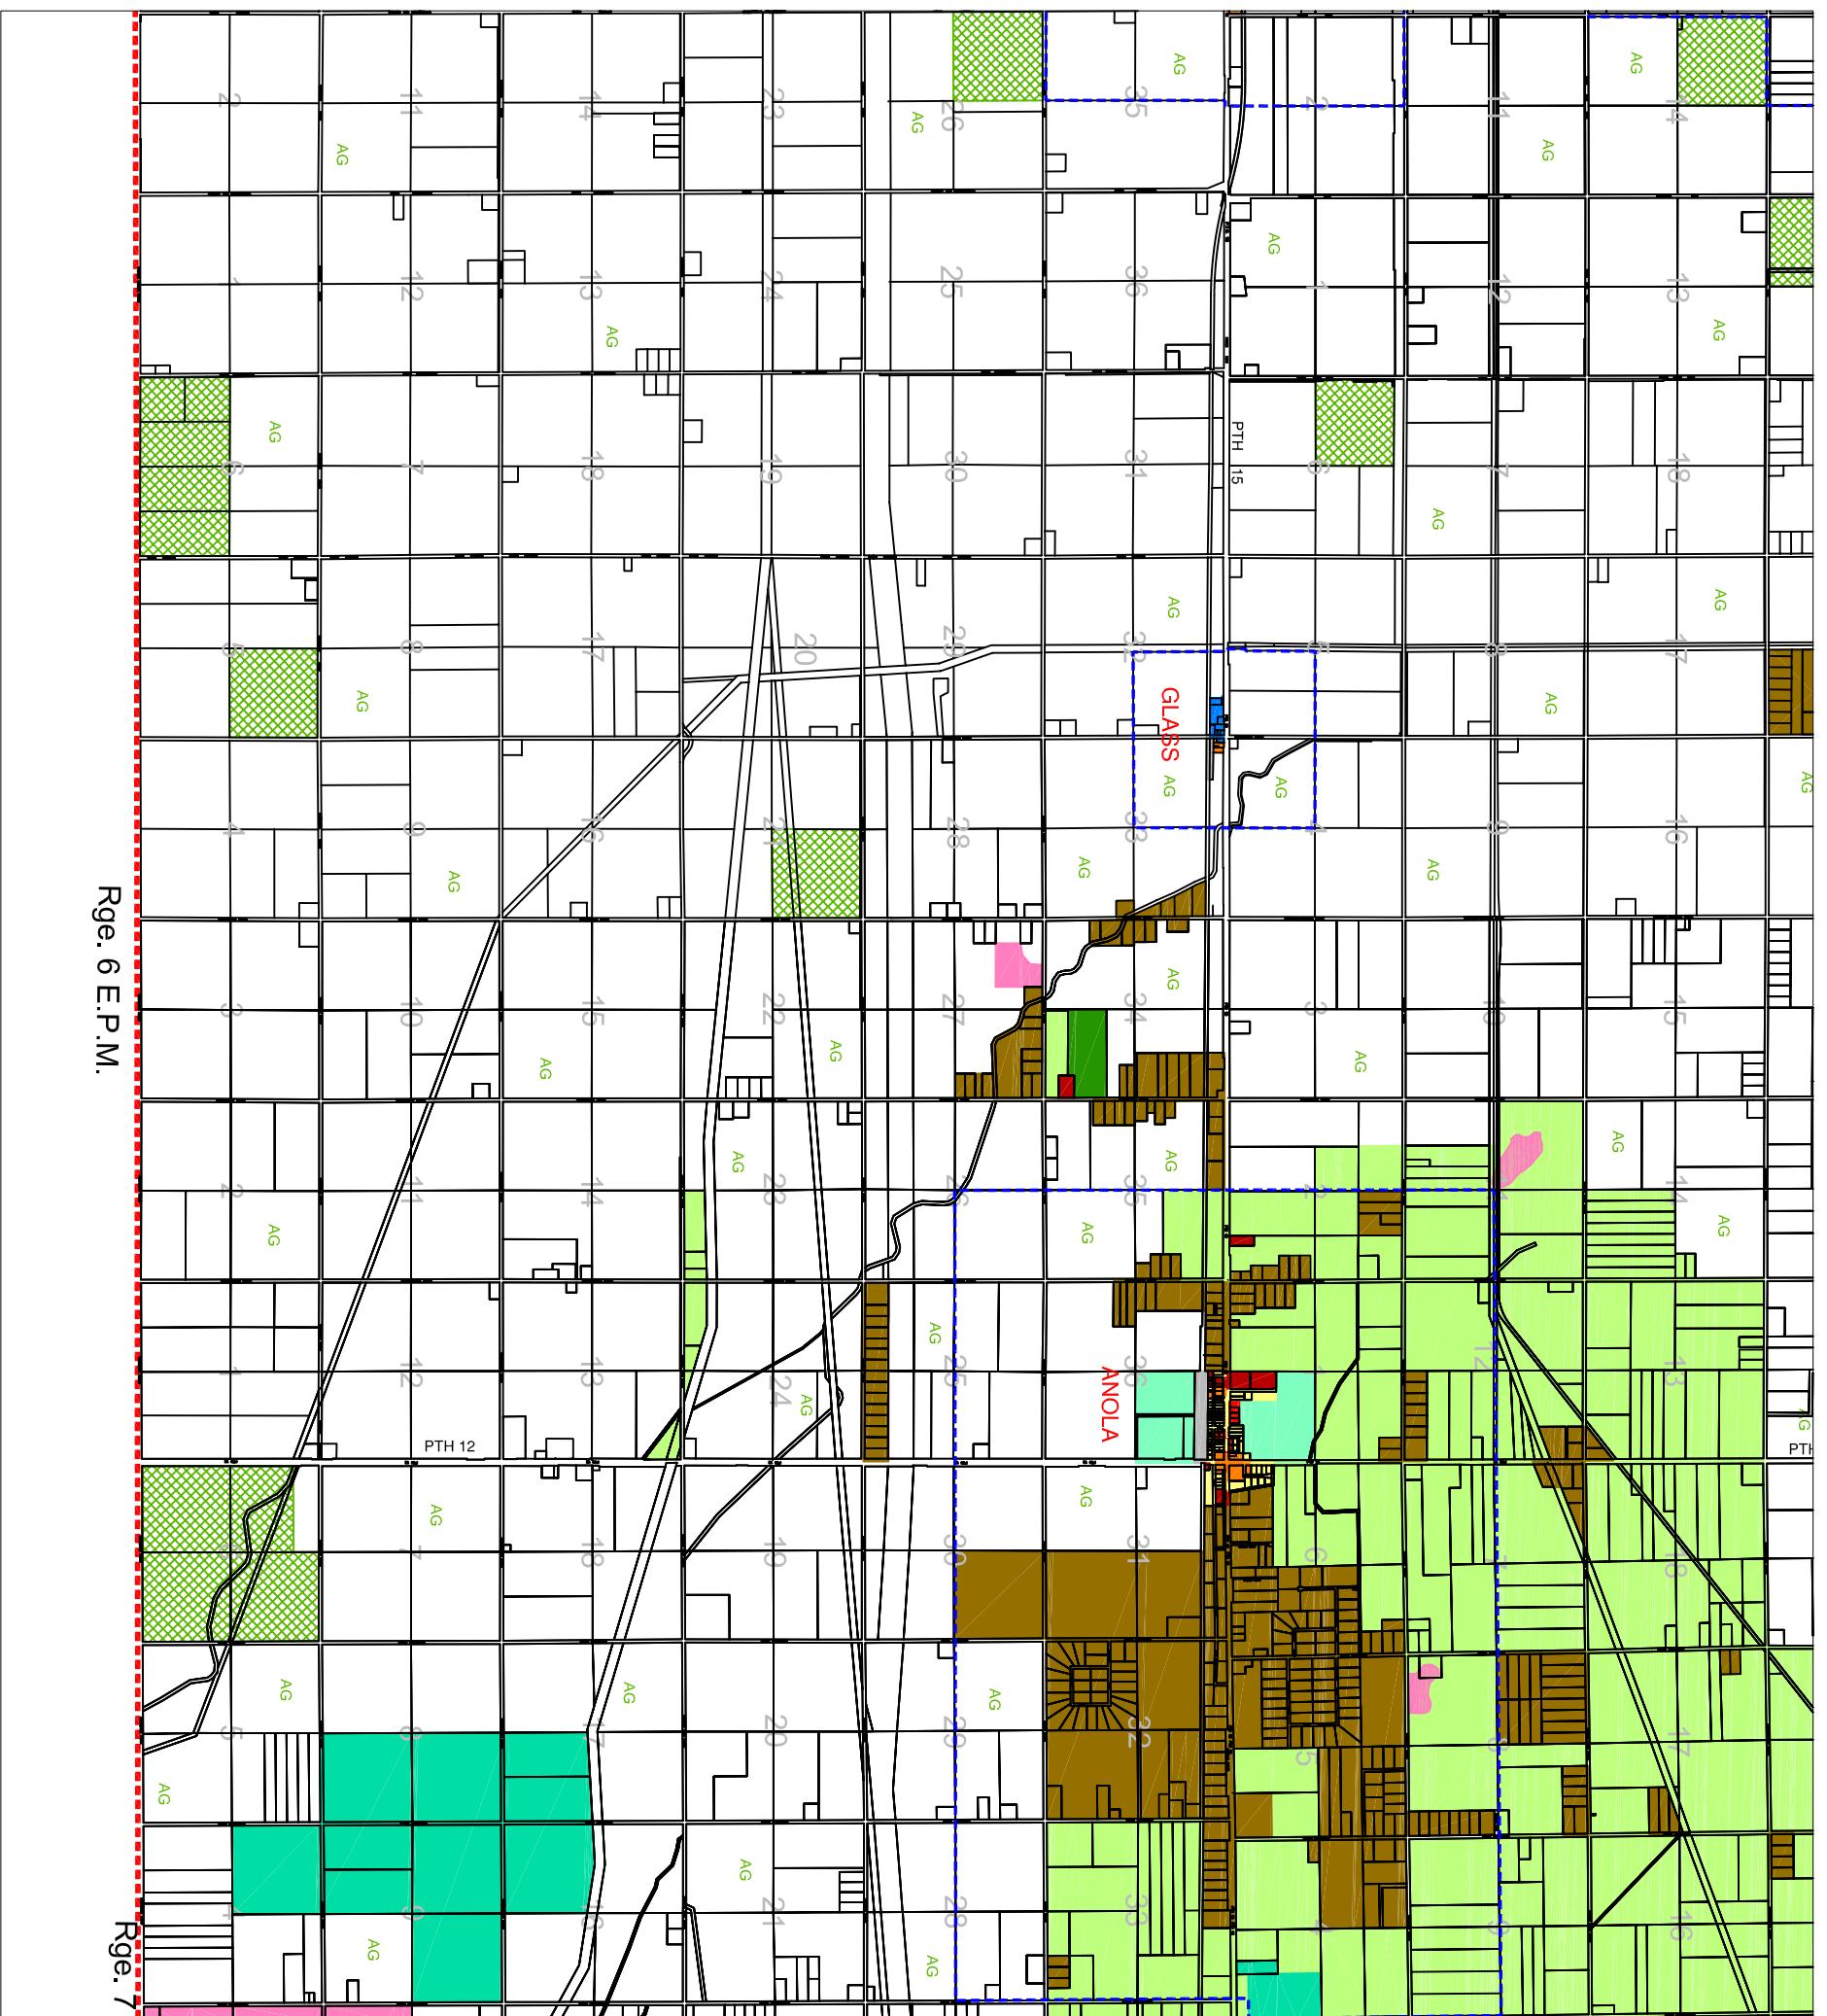 AG AG PTH
AG AG AG
14 13 18 17 16 15 14 13 18 17 16
AG AG
AG AG
11 12 7 8 9 10 11 12 7 8 9
AG AG
AG
2 1 6 5 4 3 2 1 6 5 4
AG AG
PTH 15
AG AG GLASS AG AG AG
35 36 31 32 33 34 35 36 31 32 33
ANOLA
AG AG AG
AG
26 25 30 29 28 27 26 25 30 29 28
AG AG AG
AG AG
23 24 19 20 21 22 23 24 19 20 21
AG AG
AG AG
14 13 18 17 16 15 14 13 18 17 16
AG
AG PTH 12 AG
11 12 7 8 9 10 11 12 7 8 9
AG AG AG
AG AG AG
2 1 6 5 4 3 2 1 5 4
AG
Rge. 6 E.P.M. Rge. 7